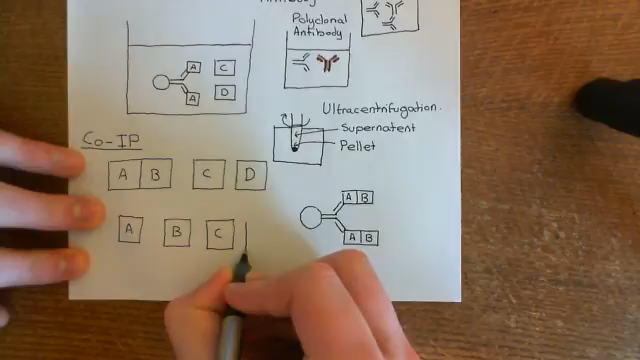 Polyclonal
Antibody
A
C
A
D
Ultracentrifugation.
Supernatent
Pellet
Co-IP
A B C D
A B
A B
A B C